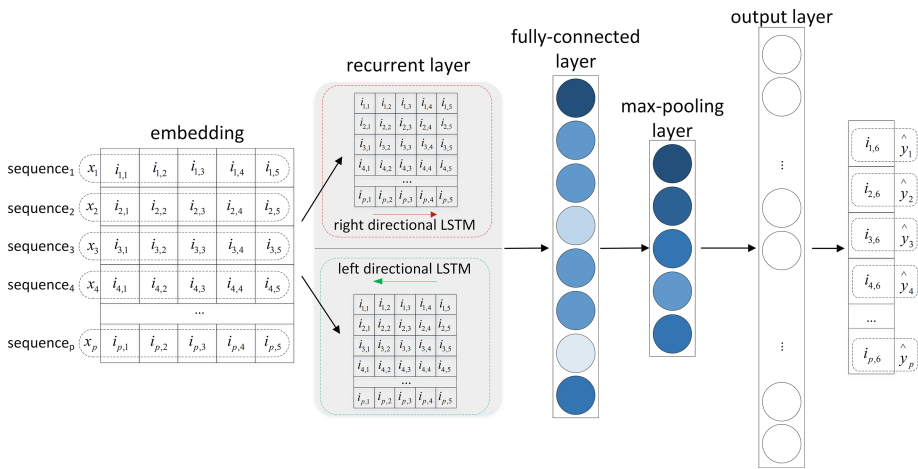 embedding
sequence1 x1 i1,1 i1,2 i1,3 i1,4 i1,5
sequence2 x2 i2,1 i2,2 i2,3 i2,4 i2,5
sequence3 x3 i3,1 i3,2 i3,3 i3,4 i3,5
sequence4 x4 i4,1 i4,2 i4,3 i4,4 i4,5
...
sequencep xp ip,1 ip,2 ip,3 ip,4 ip,5
recurrent layer
i1,1 i1,2 i1,3 i1,4 i1,5
i2,1 i2,2 i2,3 i2,4 i2,5
i3,1 i3,2 i3,3 i3,4 i3,5
i4,1 i4,2 i4,3 i4,4 i4,5
...
ip,1 ip,2 ip,3 ip,4 ip,5
right directional LSTM
left directional LSTM
i1,1 i1,2 i1,3 i1,4 i1,5
i2,1 i2,2 i2,3 i2,4 i2,5
i3,1 i3,2 i3,3 i3,4 i3,5
i4,1 i4,2 i4,3 i4,4 i4,5
...
ip,1 ip,2 ip,3 ip,4 ip,5
fully-connected
layer
max-pooling
layer
output layer
⋮
⋮
i1,6 ŷ1
i2,6 ŷ2
i3,6 ŷ3
i4,6 ŷ4
...
ip,6 ŷp